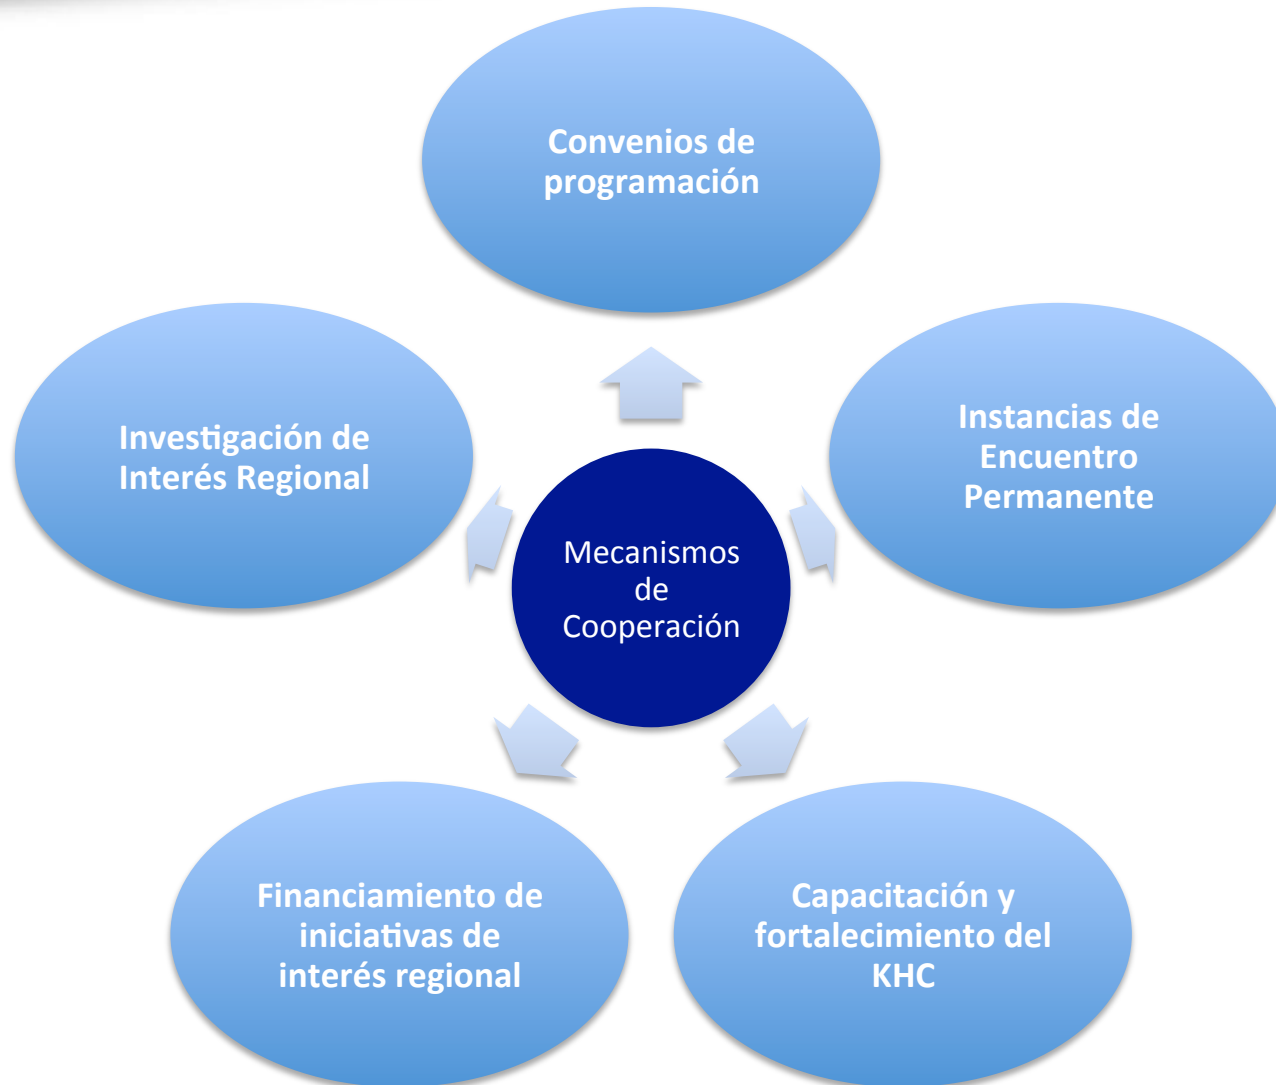 Convenios de
programación
Investigación de
Interés Regional
Instancias de
Encuentro
Permanente
Mecanismos
de
Cooperación
Financiamiento de
iniciativas de
interés regional
Capacitación y
fortalecimiento del
KHC